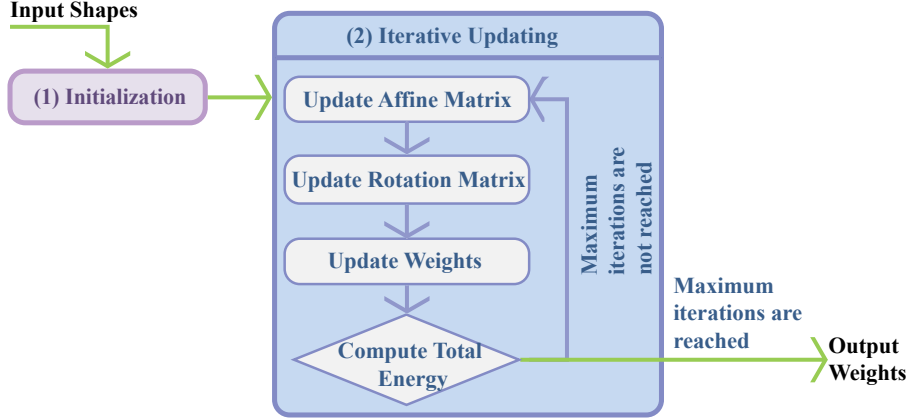 Input Shapes
(1) Initialization
(2) Iterative Updating
Update Affine Matrix
Update Rotation Matrix
Update Weights
Compute Total
Energy
Maximum
iterations are
not reached
Maximum
iterations are
reached
Output
Weights